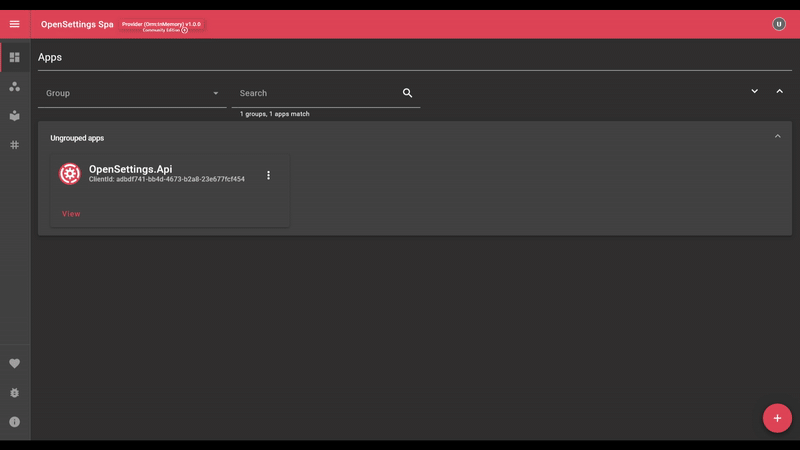 OpenSettings Spa
Provider (Orm:InMemory) v1.0.0
Community Edition
U
Apps
Group
Search
1 groups, 1 apps match
Ungrouped apps
OpenSettings.Api
ClientId: adbdf741-bb4d-4673-b2a8-23e677fcf454
View